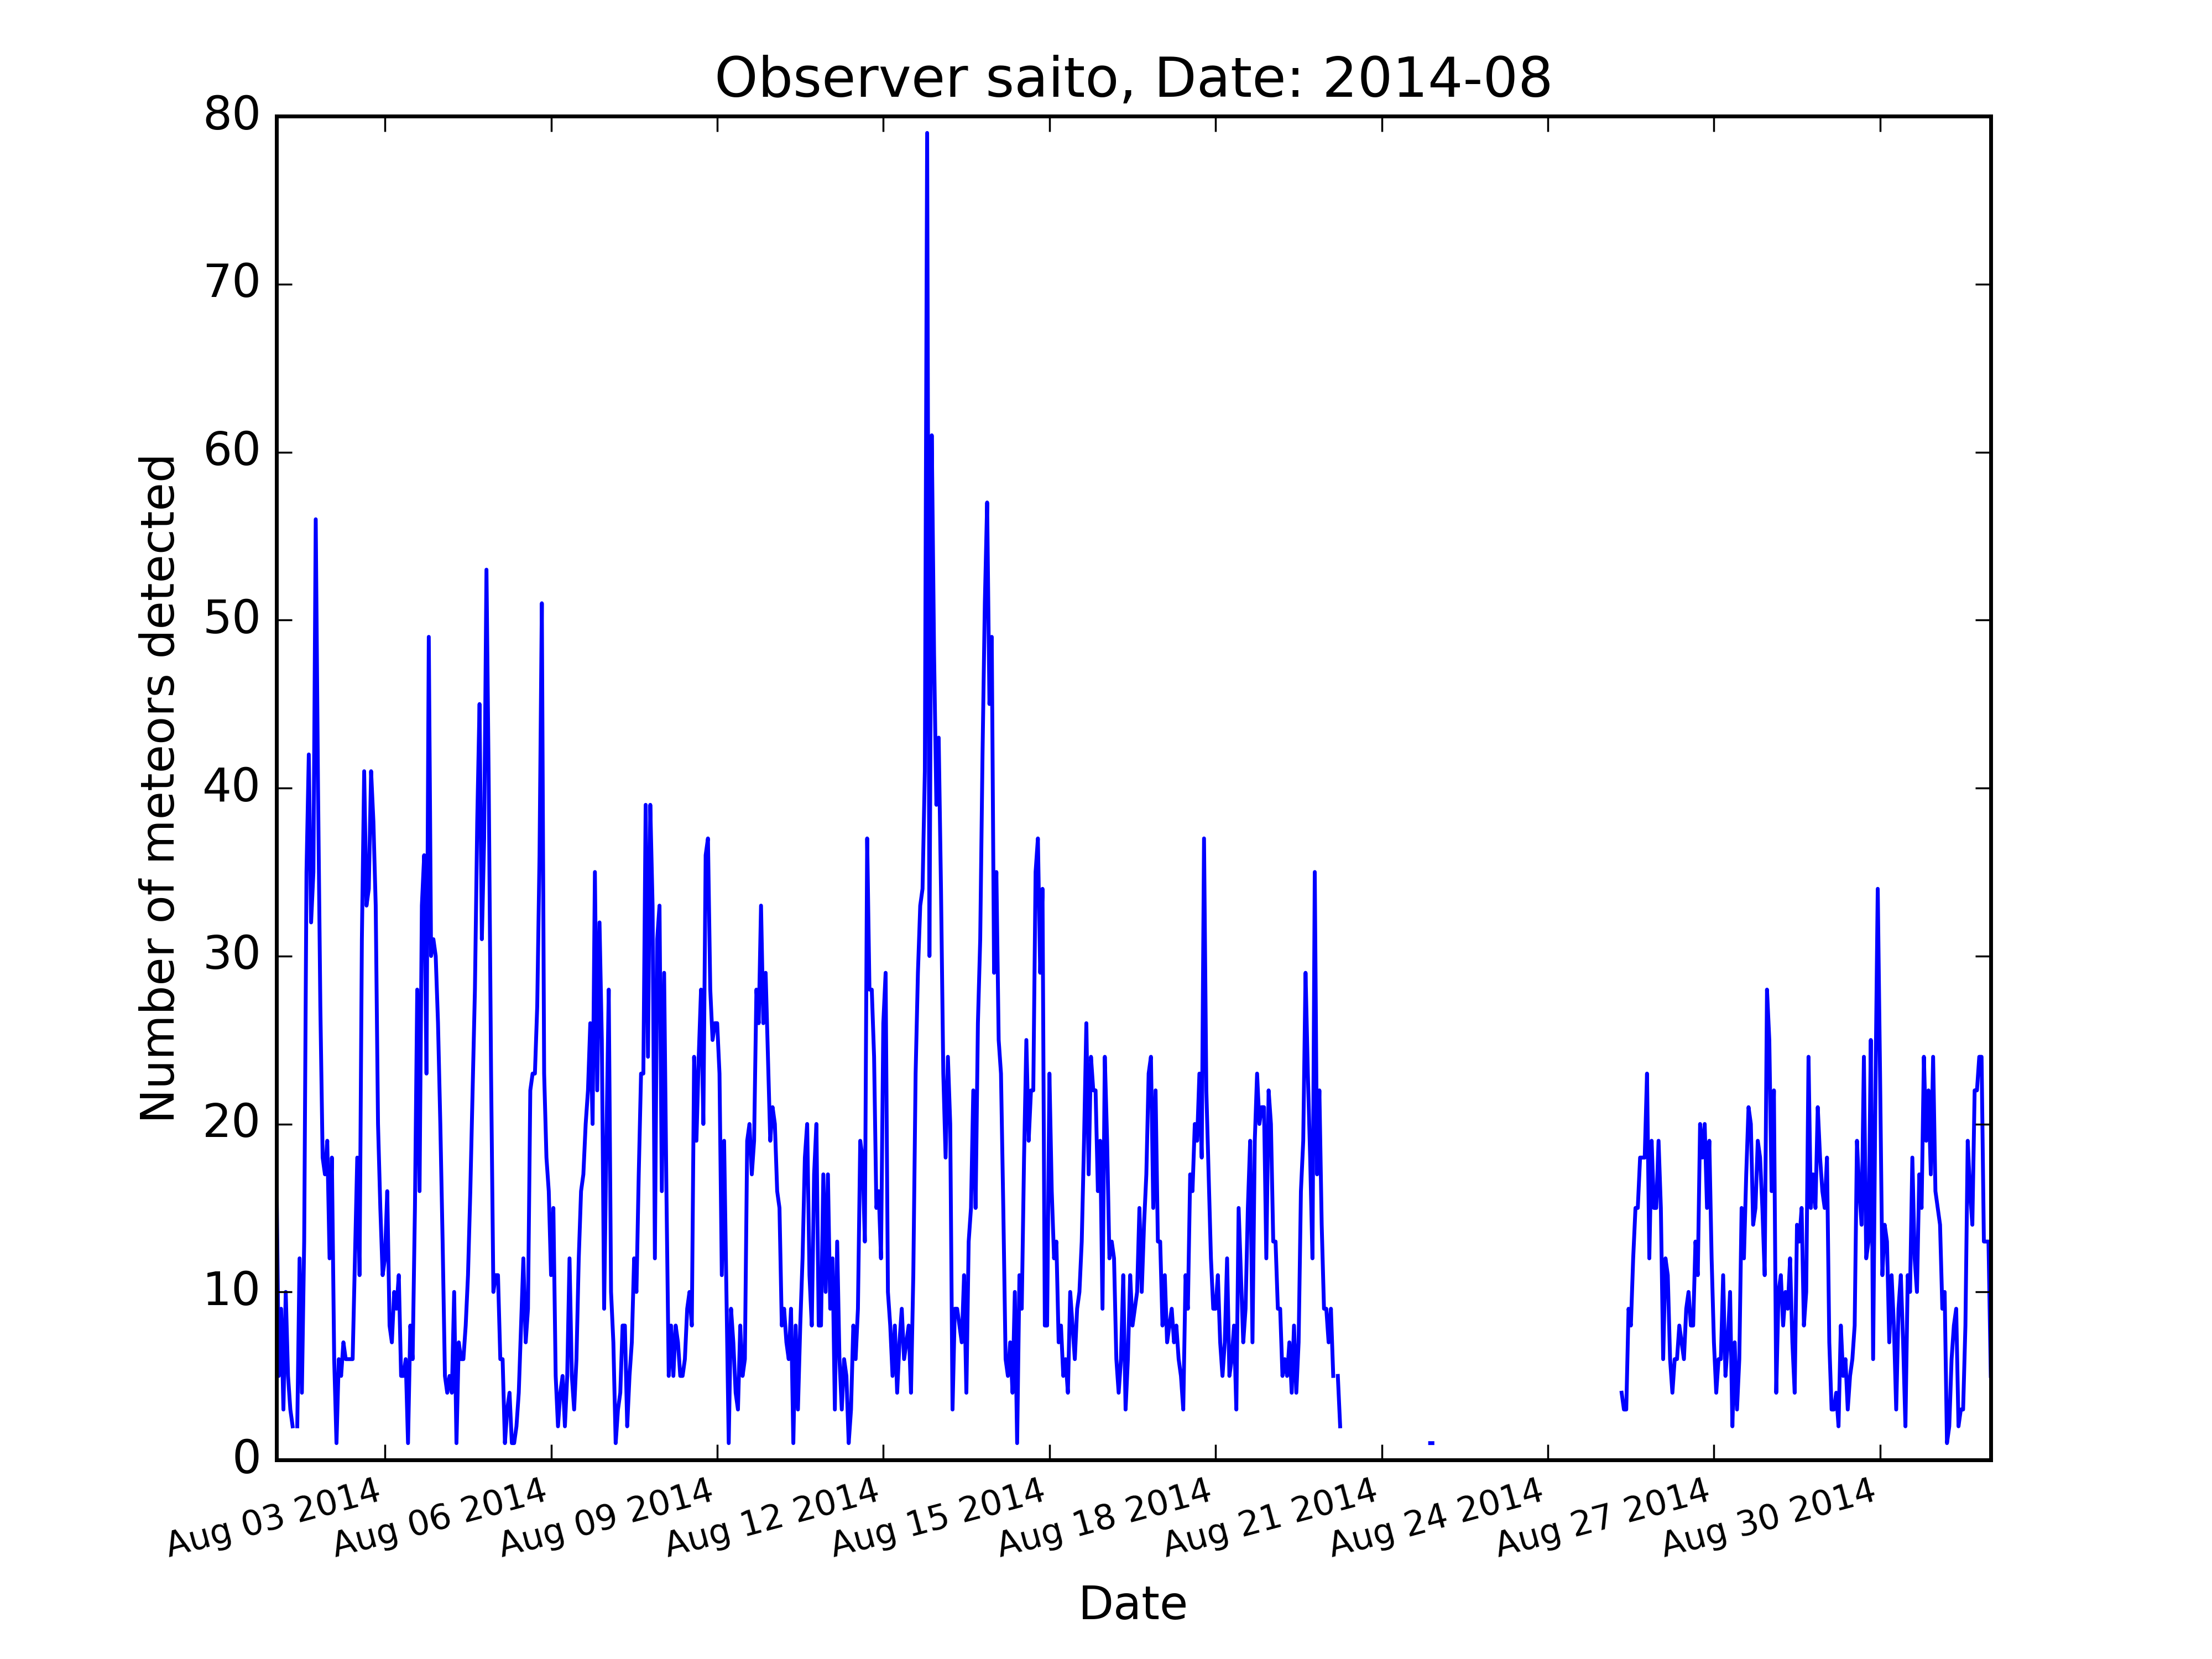 Observer saito, Date: 2014-08
Number of meteors detected
80
70
60
50
40
30
20
10
0
Aug 03 2014
Aug 06 2014
Aug 09 2014
Aug 12 2014
Aug 15 2014
Aug 18 2014
Aug 21 2014
Aug 24 2014
Aug 27 2014
Aug 30 2014
Date